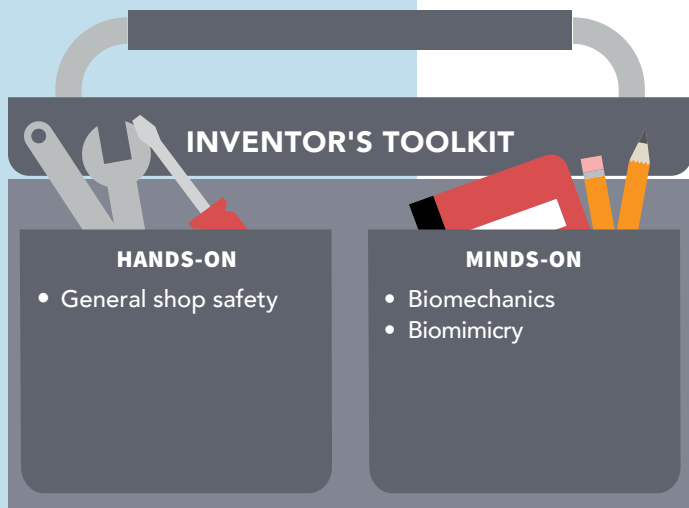 INVENTOR'S TOOLKIT
HANDS-ON
• General shop safety
MINDS-ON
• Biomechanics
• Biomimicry